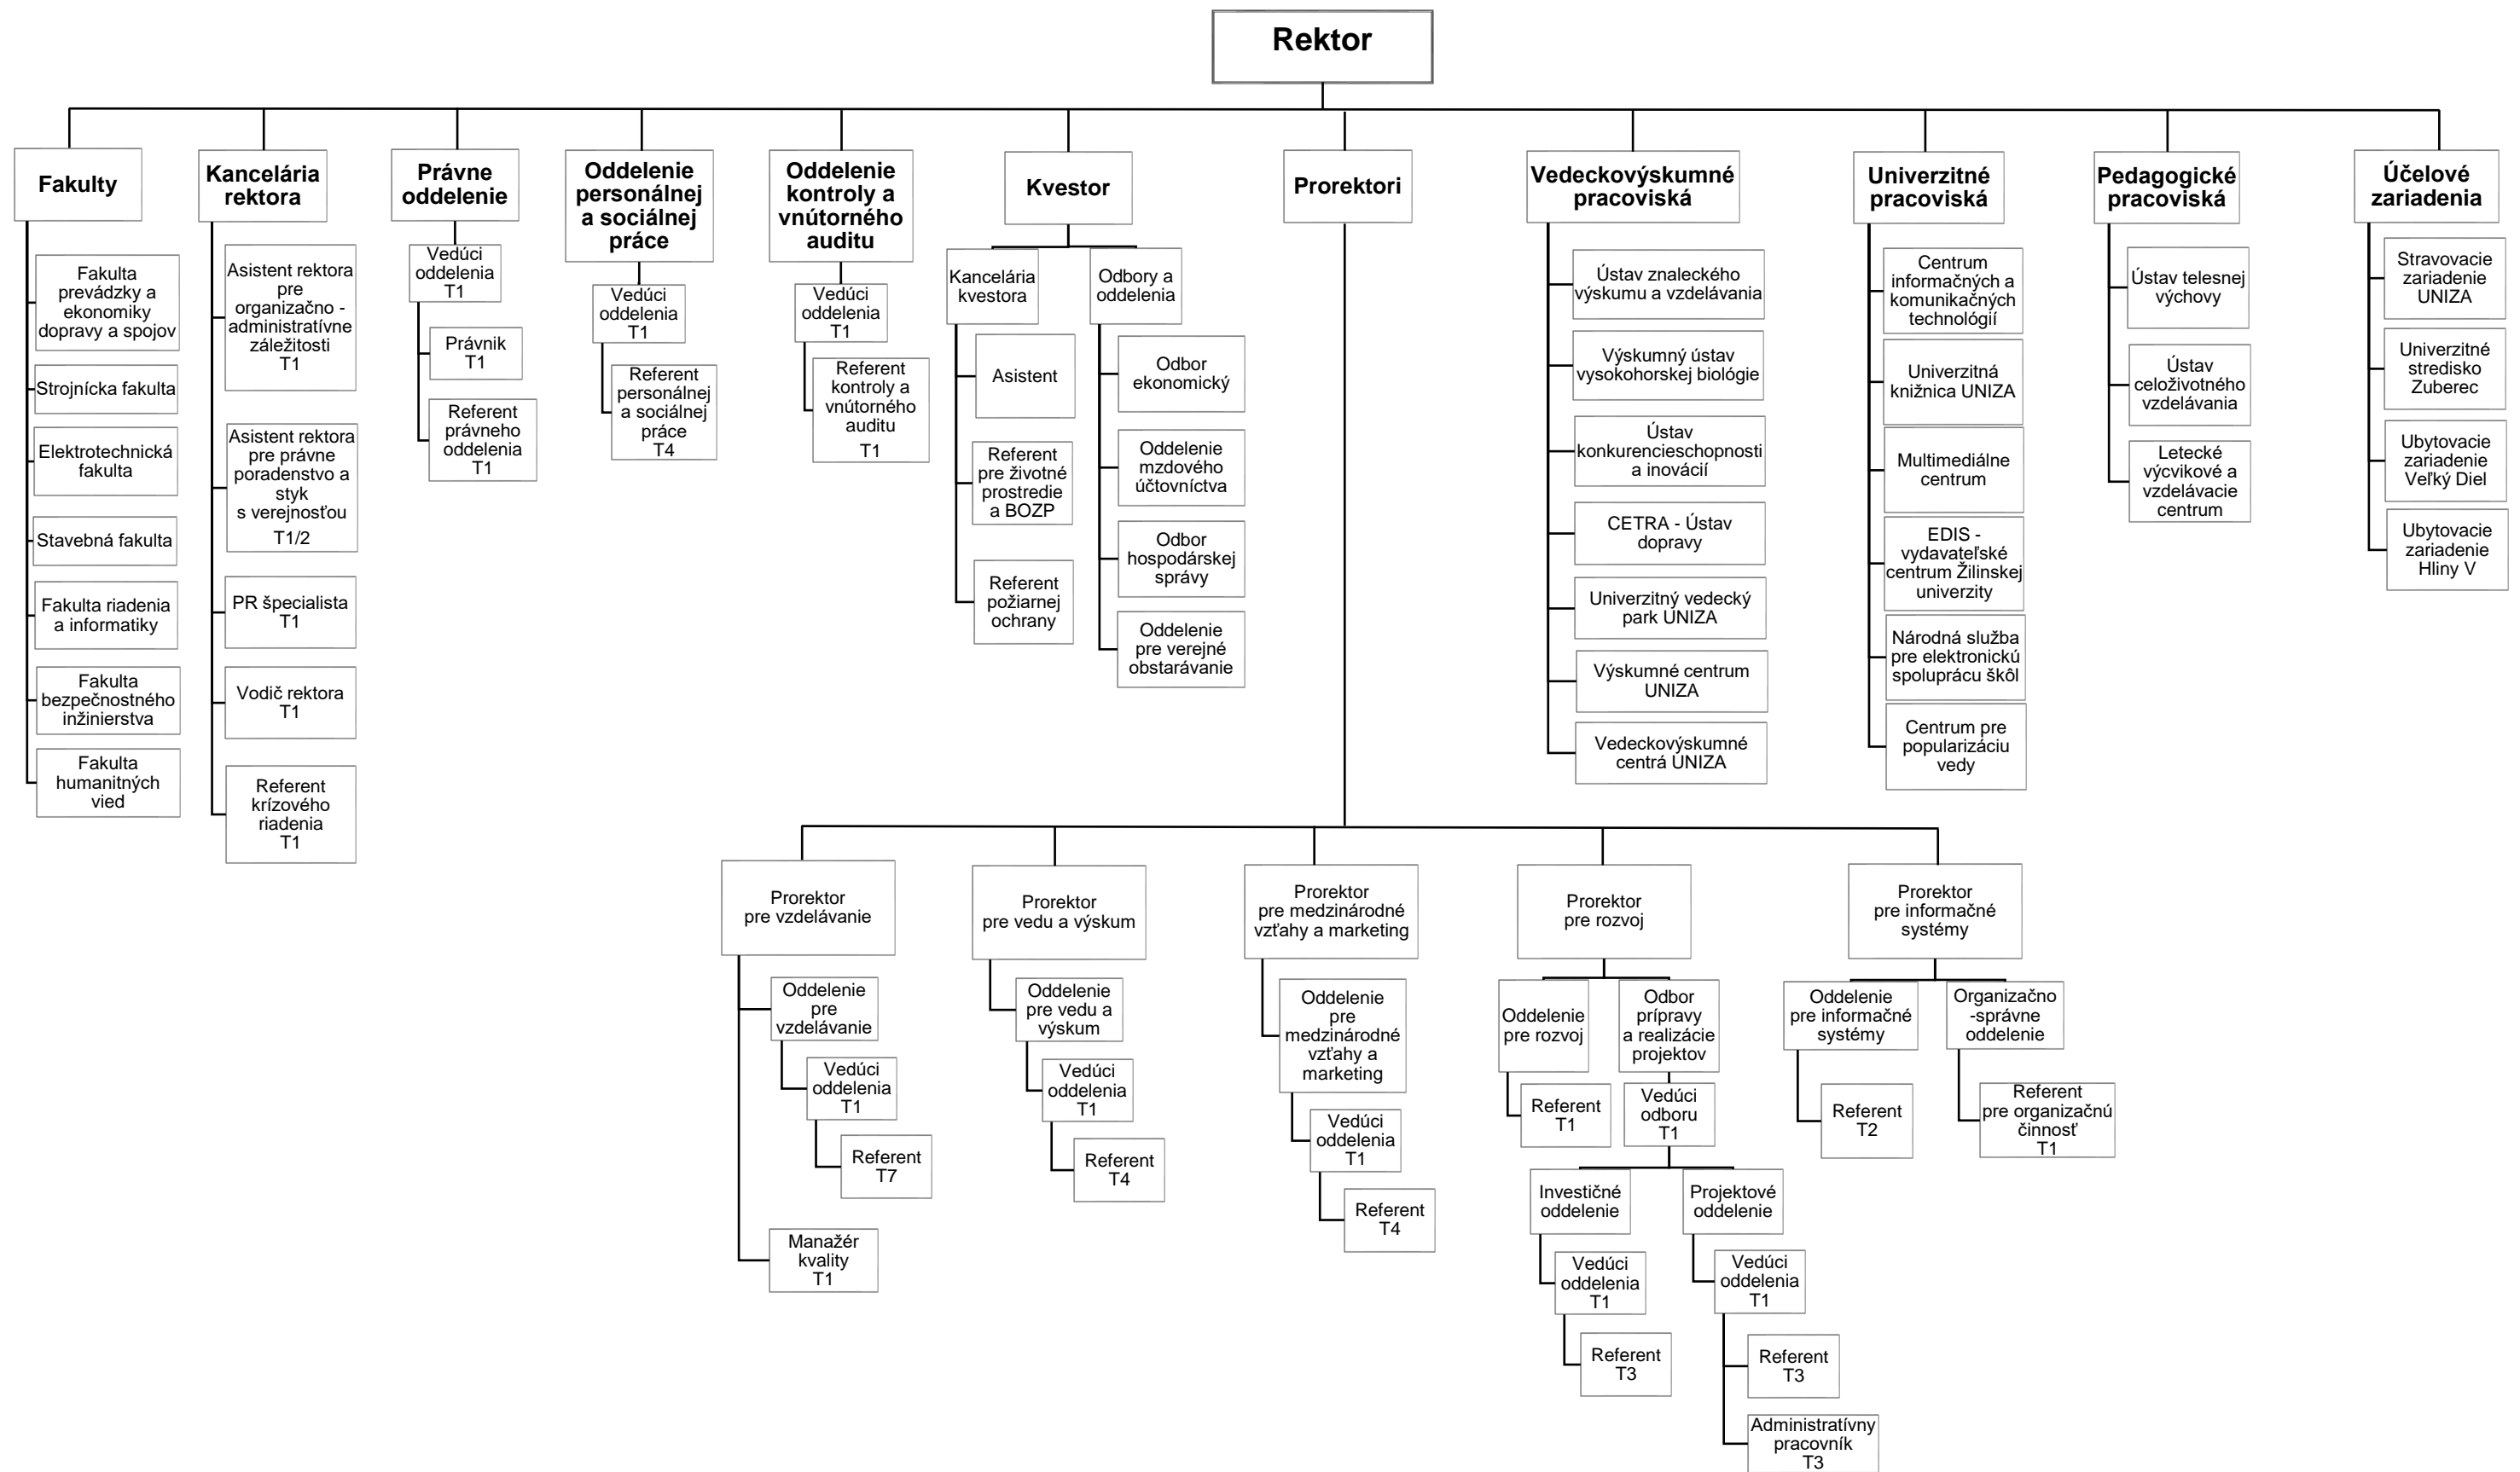 Rektor
Fakulty
Fakulta
prevádzky a
ekonomiky
dopravy a spojov
Strojnícka fakulta
Elektrotechnická
fakulta
Stavebná fakulta
Fakulta riadenia
a informatiky
Fakulta
bezpečnostného
inžinierstva
Fakulta
humanitných
vied
Kancelária
rektora
Asistent rektora
pre
organizačno -
administratívne
záležitosti
T1
Asistent rektora
pre právne
poradenstvo a
styk
s verejnosťou
T1/2
PR špecialista
T1
Vodič rektora
T1
Referent
krízového
riadenia
T1
Právne
oddelenie
Vedúci
oddelenia
T1
Právnik
T1
Referent
právneho
oddelenia
T1
Oddelenie
personálnej
a sociálnej
práce
Vedúci
oddelenia
T1
Referent
personálnej
a sociálnej
práce
T4
Oddelenie
kontroly a
vnútorného
auditu
Vedúci
oddelenia
T1
Referent
kontroly a
vnútorného
auditu
T1
Kvestor
Kancelária
kvestora
Asistent
Referent
pre životné
prostredie
a BOZP
Referent
požiarnej
ochrany
Odbory a
oddelenia
Odbor
ekonomický
Oddelenie
mzdového
účtovníctva
Odbor
hospodárskej
správy
Oddelenie
pre verejné
obstarávanie
Prorektori
Vedeckovýskumné
pracoviská
Ústav znaleckého
výskumu a vzdelávania
Výskumný ústav
vysokohorskej biológie
Ústav
konkurencieschopnosti
a inovácií
CETRA - Ústav
dopravy
Univerzitný vedecký
park UNIZA
Výskumné centrum
UNIZA
Vedeckovýskumné
centrá UNIZA
Univerzitné
pracoviská
Centrum
informačných a
komunikačných
technológií
Univerzitná
knižnica UNIZA
Multimediálne
centrum
EDIS -
vydavateľské
centrum Žilinskej
univerzity
Národná služba
pre elektronickú
spoluprácu škôl
Centrum pre
popularizáciu
vedy
Pedagogické
pracoviská
Ústav telesnej
výchovy
Ústav
celoživotného
vzdelávania
Letecké
výcvikové a
vzdelávacie
centrum
Účelové
zariadenia
Stravovacie
zariadenie
UNIZA
Univerzitné
stredisko
Zuberec
Ubytovacie
zariadenie
Veľký Diel
Ubytovacie
zariadenie
Hliny V
Prorektor
pre vzdelávanie
Oddelenie
pre
vzdelávanie
Vedúci
oddelenia
T1
Referent
T7
Manažér
kvality
T1
Prorektor
pre vedu a výskum
Oddelenie
pre vedu a
výskum
Vedúci
oddelenia
T1
Referent
T4
Prorektor
pre medzinárodné
vzťahy a marketing
Oddelenie
pre
medzinárodné
vzťahy a
marketing
Vedúci
oddelenia
T1
Referent
T4
Prorektor
pre rozvoj
Oddelenie
pre rozvoj
Referent
T1
Odbor
prípravy
a realizácie
projektov
Vedúci
odboru
T1
Investičné
oddelenie
Vedúci
oddelenia
T1
Referent
T3
Projektové
oddelenie
Vedúci
oddelenia
T1
Referent
T3
Administratívny
pracovník
T3
Prorektor
pre informačné
systémy
Oddelenie
pre informačné
systémy
Referent
T2
Organizačno
-správne
oddelenie
Referent
pre organizačnú
činnosť
T1